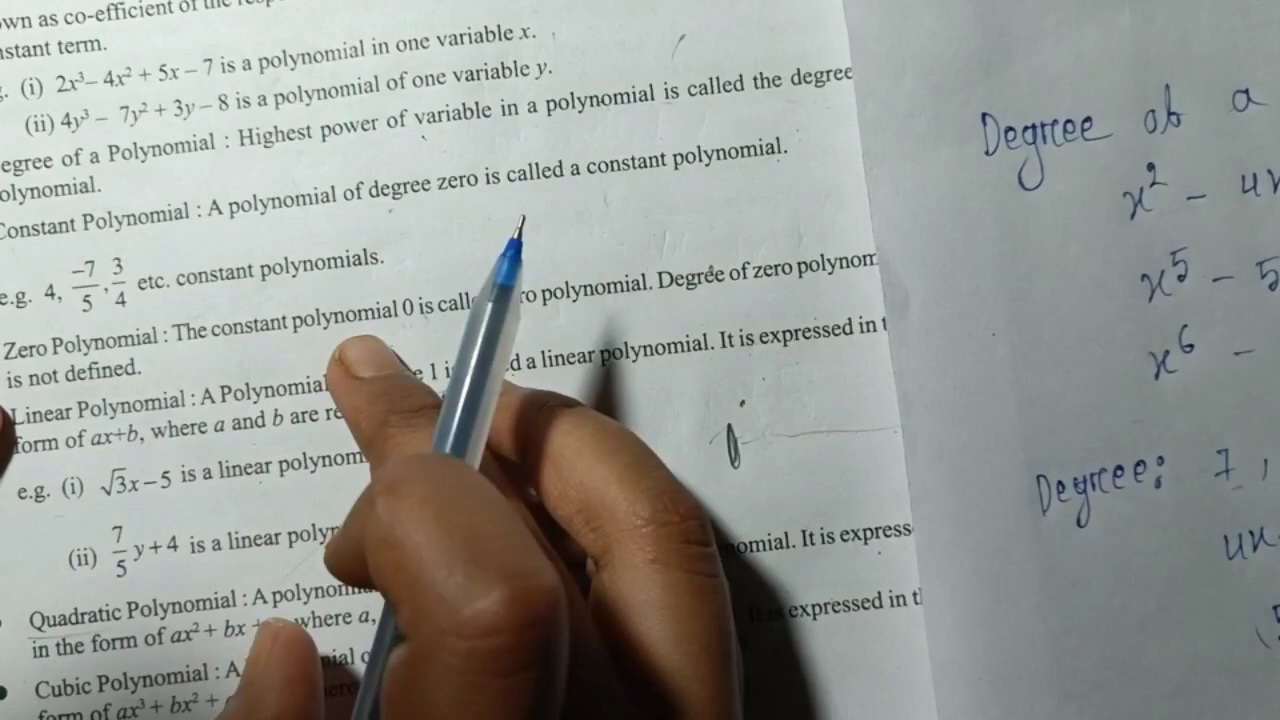 own as co-efficient of the
nstant term.
(i) 2x³– 4x² + 5x – 7 is a polynomial in one variable x.
(ii) 4y³ – 7y² + 3y – 8 is a polynomial of one variable y.
egree of a Polynomial : Highest power of variable in a polynomial is called the degree
olynomial.
Constant Polynomial : A polynomial of degree zero is called a constant polynomial.
e.g. 4, –7/5, 3/4 etc. constant polynomials.
Zero Polynomial : The constant polynomial 0 is call ro polynomial. Degree of zero polynom
is not defined.
Linear Polynomial : A Polynomial e 1 i d a linear polynomial. It is expressed in t
form of ax+b, where a and b are re
e.g. (i) √3x – 5 is a linear polynom
(ii) 7/5 y + 4 is a linear polyn
omial. It is express
Quadratic Polynomial : A polynom
in the form of ax² + bx + where a,
It is expressed in th
Cubic Polynomial : A mial o
form of ax³ + bx² +
Degree of a
x² – 4x
x⁵ – 5
x⁶ –
Degree: 7,
4x